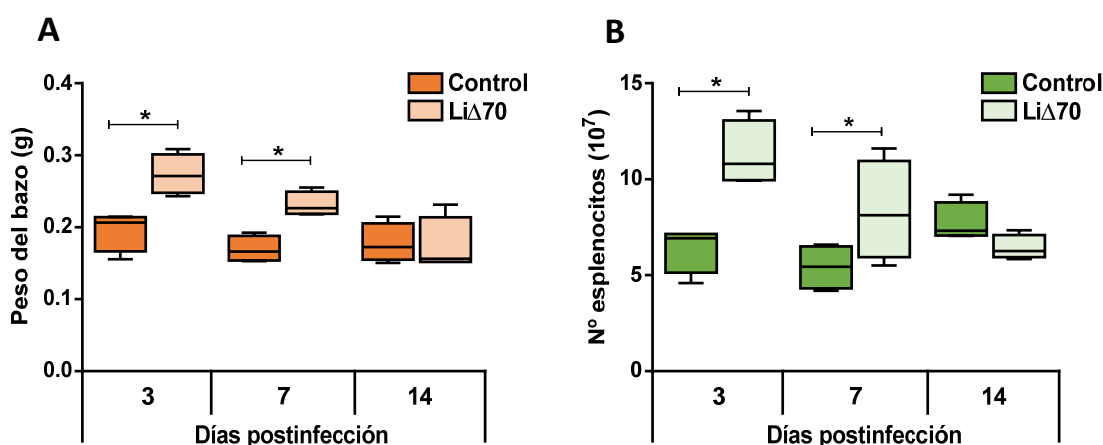 A
Peso del bazo (g)
0.4
0.3
0.2
0.1
0.0
*
*
Control
LiΔ70
3
7
14
Días postinfección
B
Nº esplenocitos (10⁷)
15
10
5
0
*
*
Control
LiΔ70
3
7
14
Días postinfección